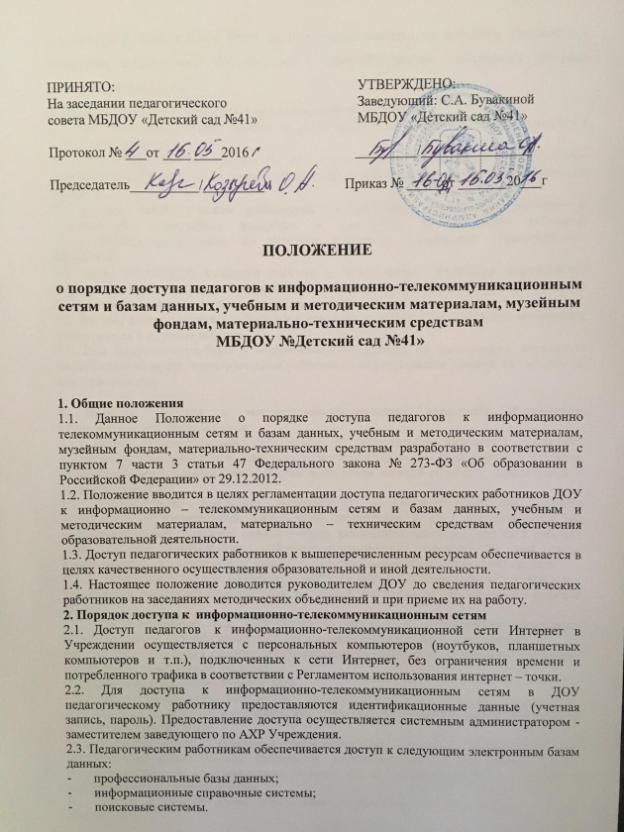 ПРИНЯТО:
На заседании педагогического
совета МБДОУ «Детский сад №41»
Протокол № 4 от 16.05 2016 г
Председатель О.А.
УТВЕРЖДЕНО:
Заведующий: С.А. Бувакиной
МБДОУ «Детский сад №41»
Бувакина
Приказ № 2016 г
ПОЛОЖЕНИЕ
о порядке доступа педагогов к информационно-телекоммуникационным
сетям и базам данных, учебным и методическим материалам, музейным
фондам, материально-техническим средствам
МБДОУ №Детский сад №41»
1. Общие положения
1.1. Данное Положение о порядке доступа педагогов к информационно
телекоммуникационным сетям и базам данных, учебным и методическим материалам,
музейным фондам, материально-техническим средствам разработано в соответствии с
пунктом 7 части 3 статьи 47 Федерального закона № 273-ФЗ «Об образовании в
Российской Федерации» от 29.12.2012.
1.2. Положение вводится в целях регламентации доступа педагогических работников ДОУ
к информационно – телекоммуникационным сетям и базам данных, учебным и
методическим материалам, материально – техническим средствам обеспечения
образовательной деятельности.
1.3. Доступ педагогических работников к вышеперечисленным ресурсам обеспечивается в
целях качественного осуществления образовательной и иной деятельности.
1.4. Настоящее положение доводится руководителем ДОУ до сведения педагогических
работников на заседаниях методических объединений и при приеме их на работу.
2. Порядок доступа к информационно-телекоммуникационным сетям
2.1. Доступ педагогов к информационно-телекоммуникационной сети Интернет в
Учреждении осуществляется с персональных компьютеров (ноутбуков, планшетных
компьютеров и т.п.), подключенных к сети Интернет, без ограничения времени и
потребленного трафика в соответствии с Регламентом использования интернет – точки.
2.2. Для доступа к информационно-телекоммуникационным сетям в ДОУ
педагогическому работнику предоставляются идентификационные данные (учетная
запись, пароль). Предоставление доступа осуществляется системным администратором -
заместителем заведующего по АХР Учреждения.
2.3. Педагогическим работникам обеспечивается доступ к следующим электронным базам
данных:
- профессиональные базы данных;
- информационные справочные системы;
- поисковые системы.